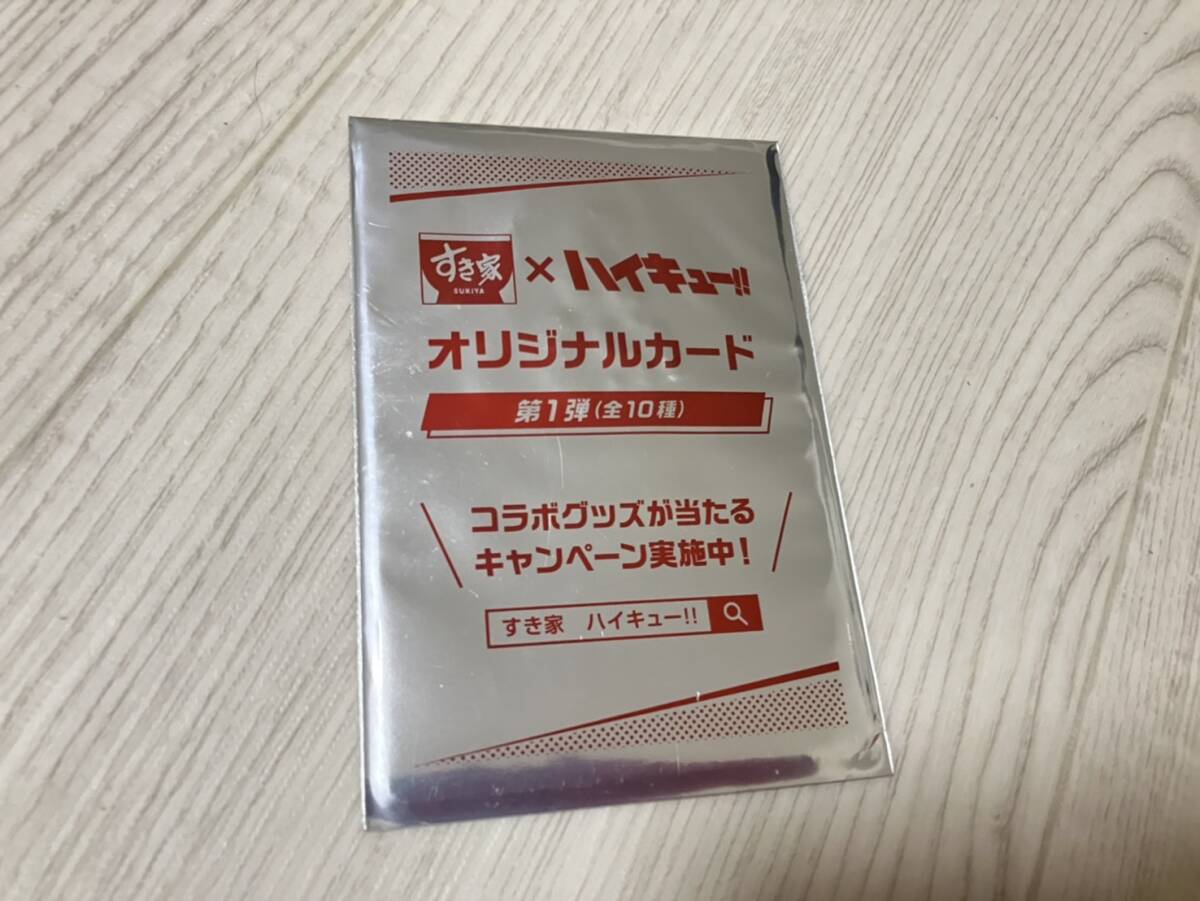 すき家 × ハイキュー!!
SUKIYA
オリジナルカード
第1弾(全10種)
コラボグッズが当たる
キャンペーン実施中!
すき家 ハイキュー!!